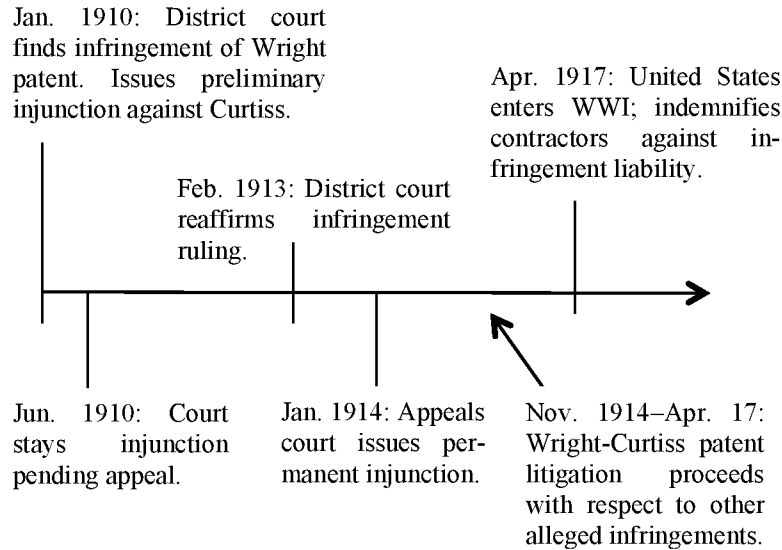 Jan. 1910: District court
finds infringement of Wright
patent. Issues preliminary
injunction against Curtiss.
Apr. 1917: United States
enters WWI; indemnifies
contractors against in-
fringement liability.
Feb. 1913: District court
reaffirms infringement
ruling.
Jun. 1910: Court
stays injunction
pending appeal.
Jan. 1914: Appeals
court issues per-
manent injunction.
Nov. 1914–Apr. 17:
Wright-Curtiss patent
litigation proceeds
with respect to other
alleged infringements.